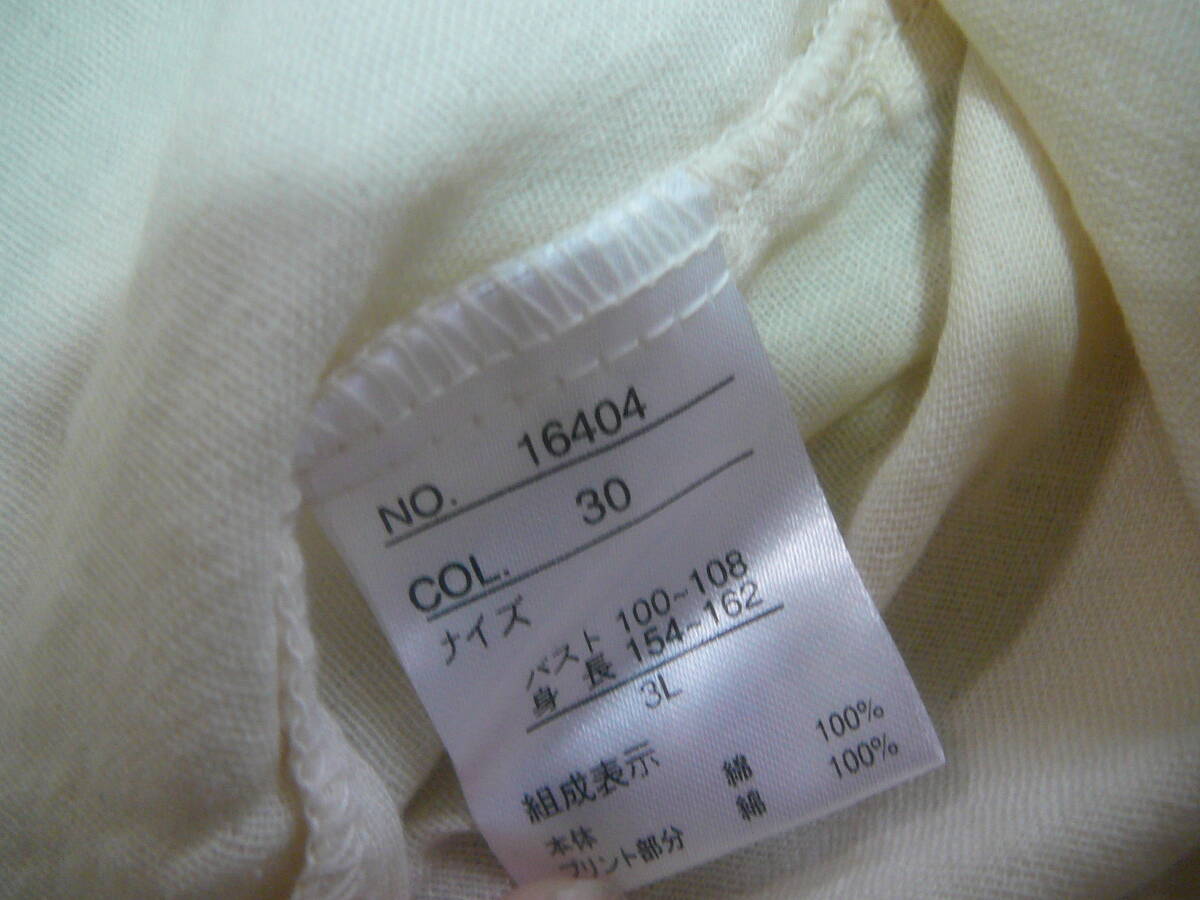 NO. 16404
COL. 30
サイズ
バスト 100~108
身長 154~162
3L
組成表示
本体 綿 100%
プリント部分 綿 100%